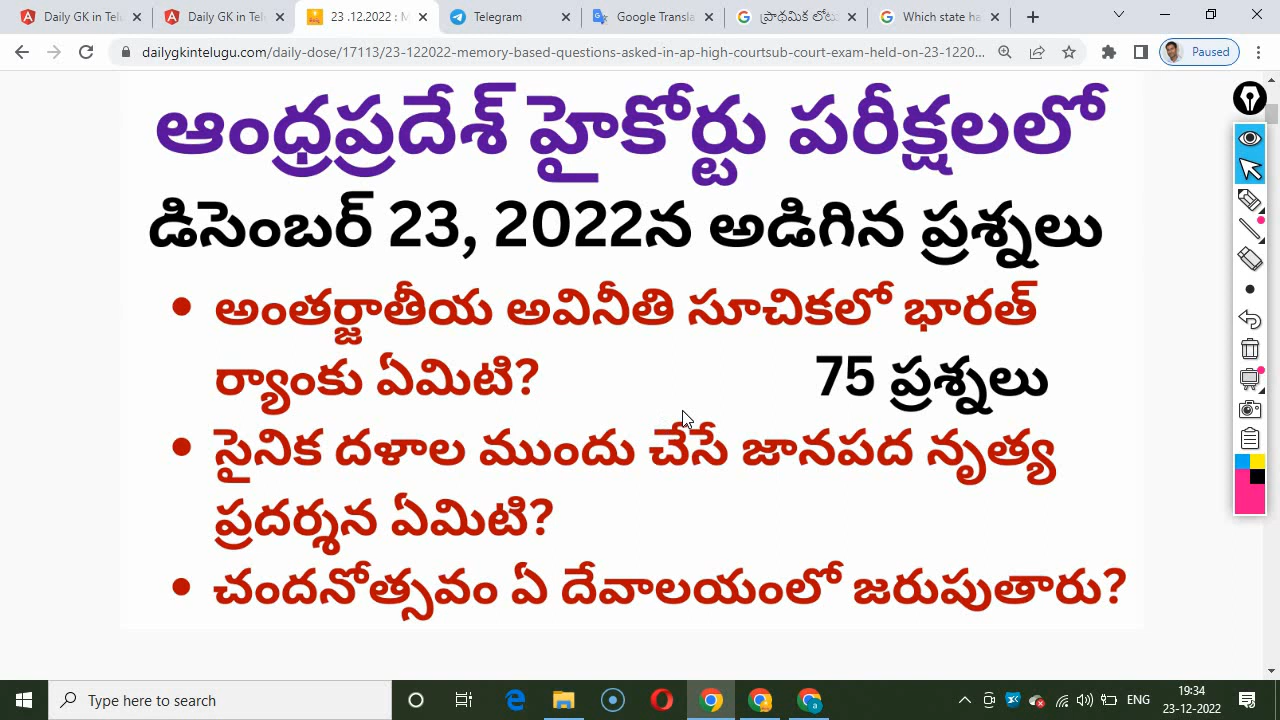 Daily GK in Tel
Daily GK in Tel
23 .12.2022 : M
Telegram
Google Transla
ప్రాథమిక లోయ
Which state ha
dailygkintelugu.com/daily-dose/17113/23-122022-memory-based-questions-asked-in-ap-high-courtsub-court-exam-held-on-23-1220...
Paused
ఆంధ్రప్రదేశ్ హైకోర్టు పరీక్షలలో
డిసెంబర్ 23, 2022న అడిగిన ప్రశ్నలు
• అంతర్జాతీయ అవినీతి సూచికలో భారత్
ర్యాంకు ఏమిటి? 75 ప్రశ్నలు
• సైనిక దళాల ముందు చేసే జానపద నృత్య
ప్రదర్శన ఏమిటి?
• చందనోత్సవం ఏ దేవాలయంలో జరుపుతారు?
Type here to search
ENG
19:34
23-12-2022